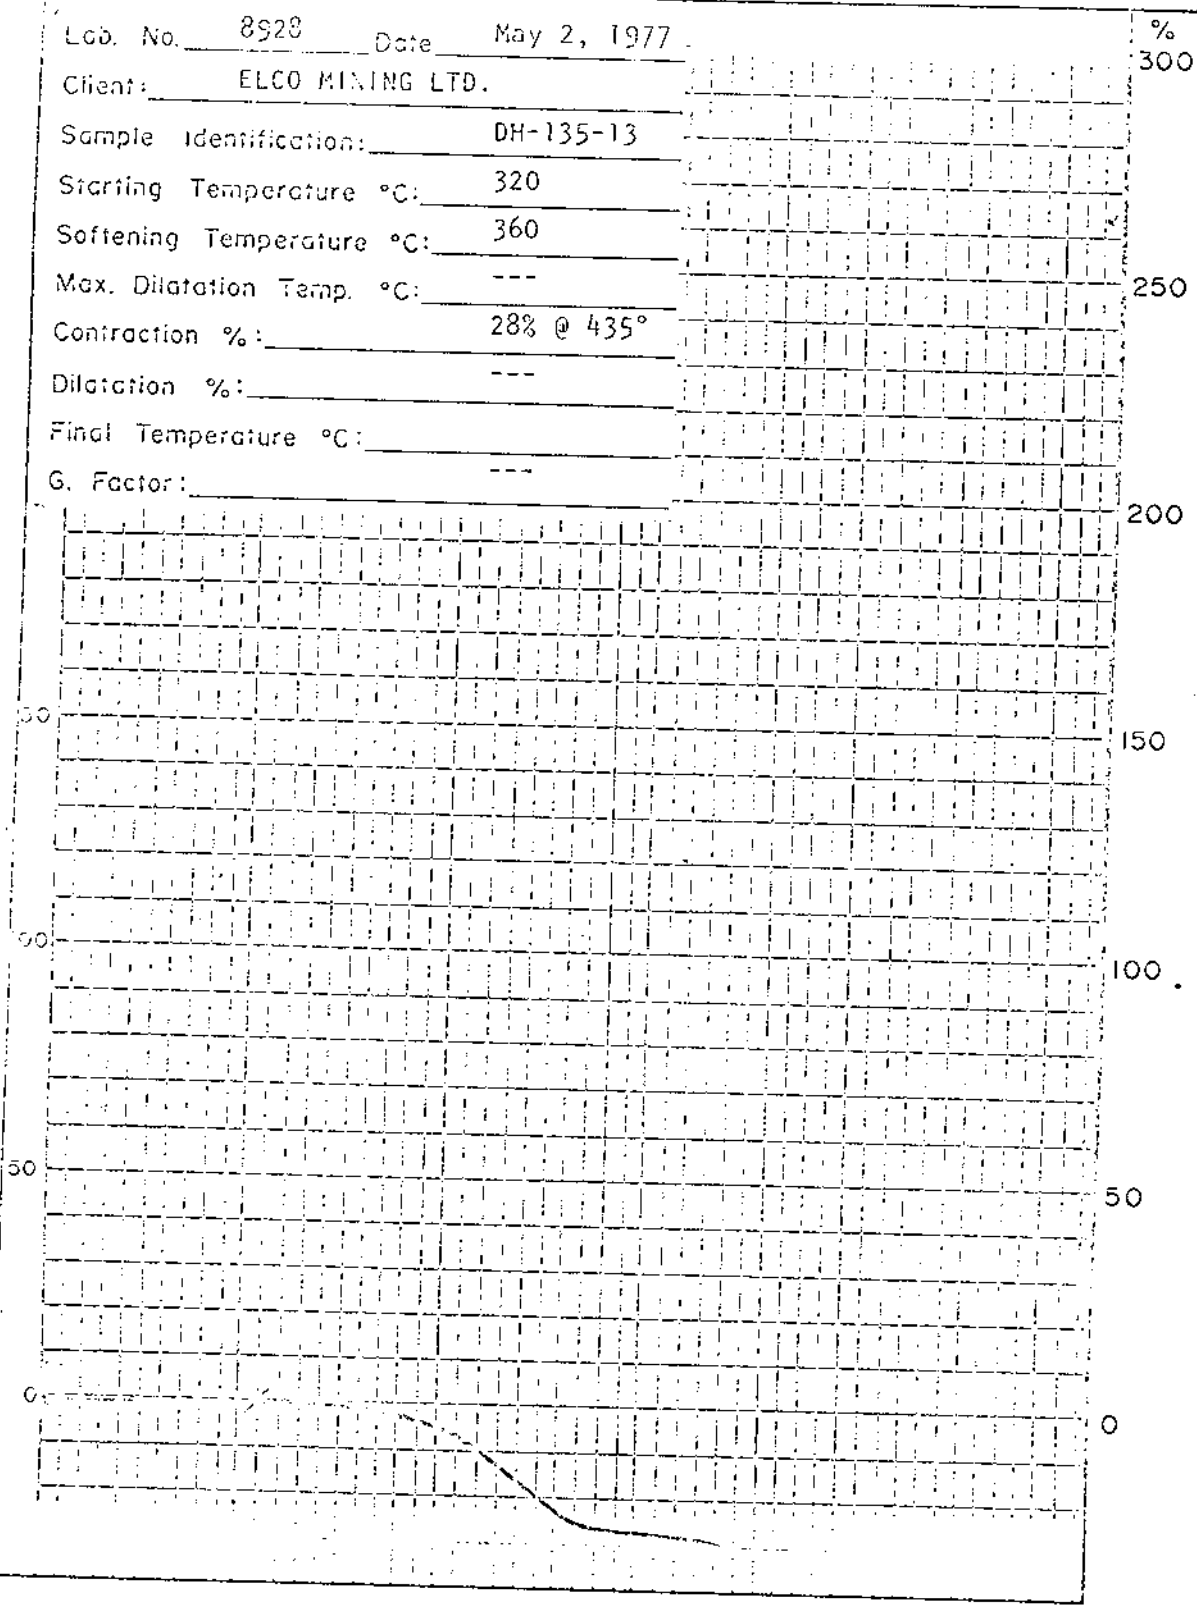 Lab. No. 8928 Date May 2, 1977
Client: ELCO MINING LTD.
Sample Identification: DH-135-13
Starting Temperature °C: 320
Softening Temperature °C: 360
Max. Dilatation Temp. °C: ---
Contraction %: 28% @ 435°
Dilatation %: ---
Final Temperature °C:
G. Factor: ---
%
300
250
200
150
100
50
0
50
0